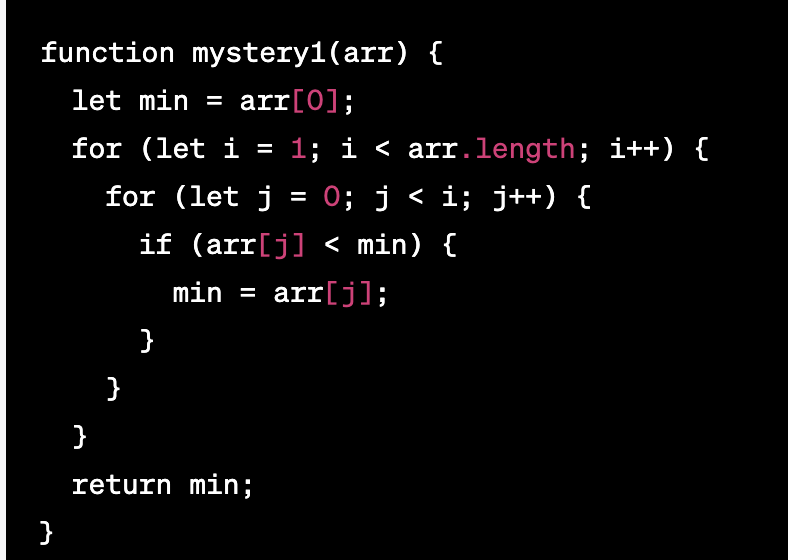 function mystery1(arr) {
  let min = arr[0];
  for (let i = 1; i < arr.length; i++) {
    for (let j = 0; j < i; j++) {
      if (arr[j] < min) {
        min = arr[j];
      }
    }
  }
  return min;
}